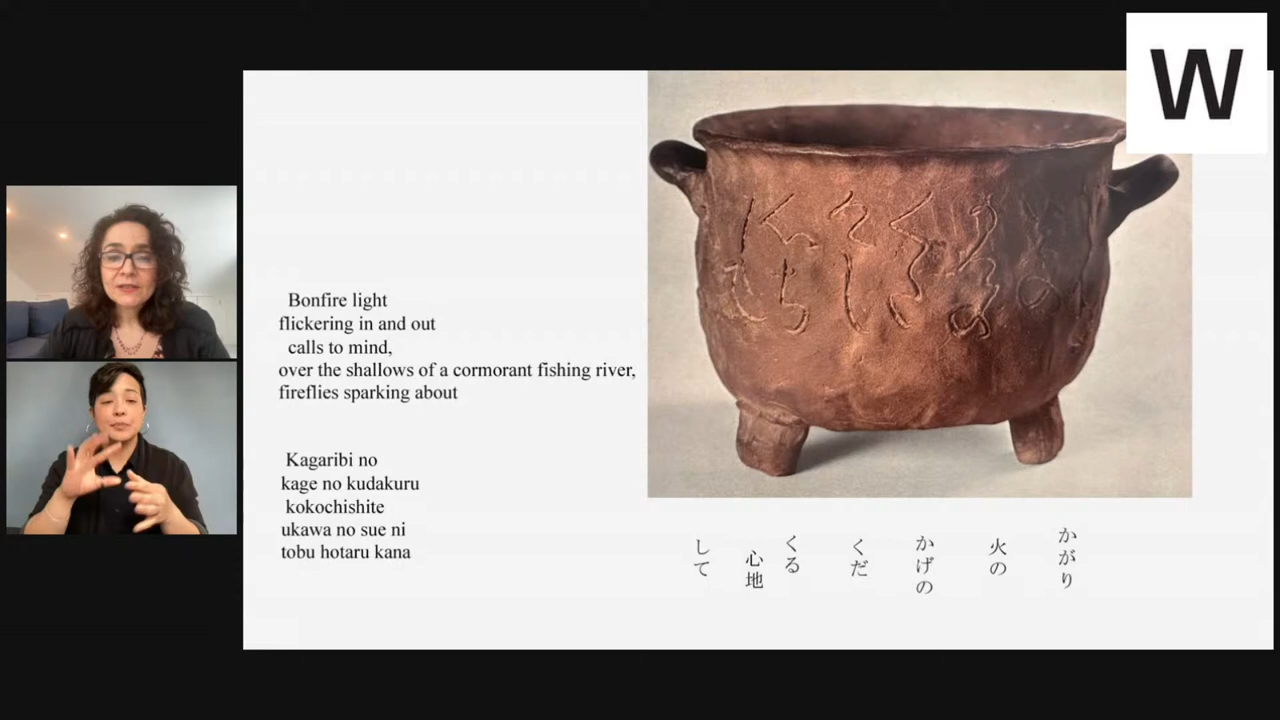 W
Bonfire light
flickering in and out
calls to mind,
over the shallows of a cormorant fishing river,
fireflies sparking about
Kagaribi no
kage no kudakuru
kokochishite
ukawa no sue ni
tobu hotaru kana
かがり
火の
かげの
くだ
くる
心地
して